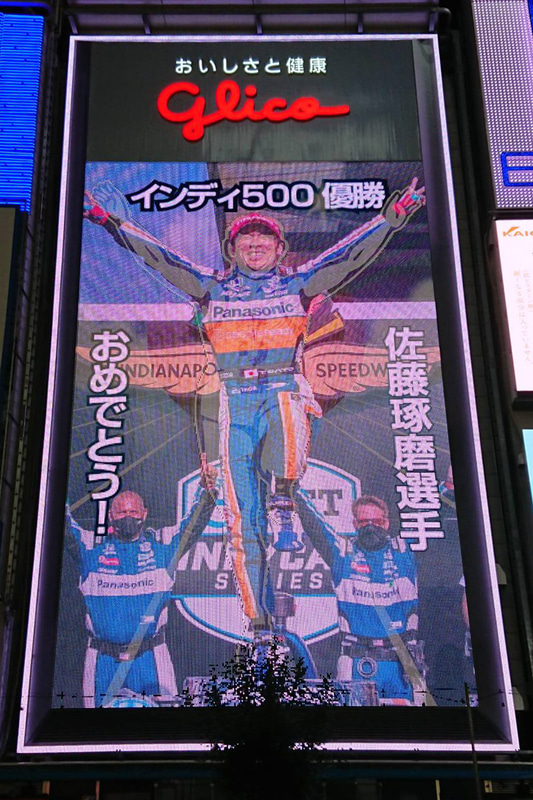 おいしさと健康
Glico
インディ500 優勝
佐藤琢磨選手
おめでとう!
Panasonic
INDIANAPO
SPEEDW
SERIES
Panasonic
Panasonic